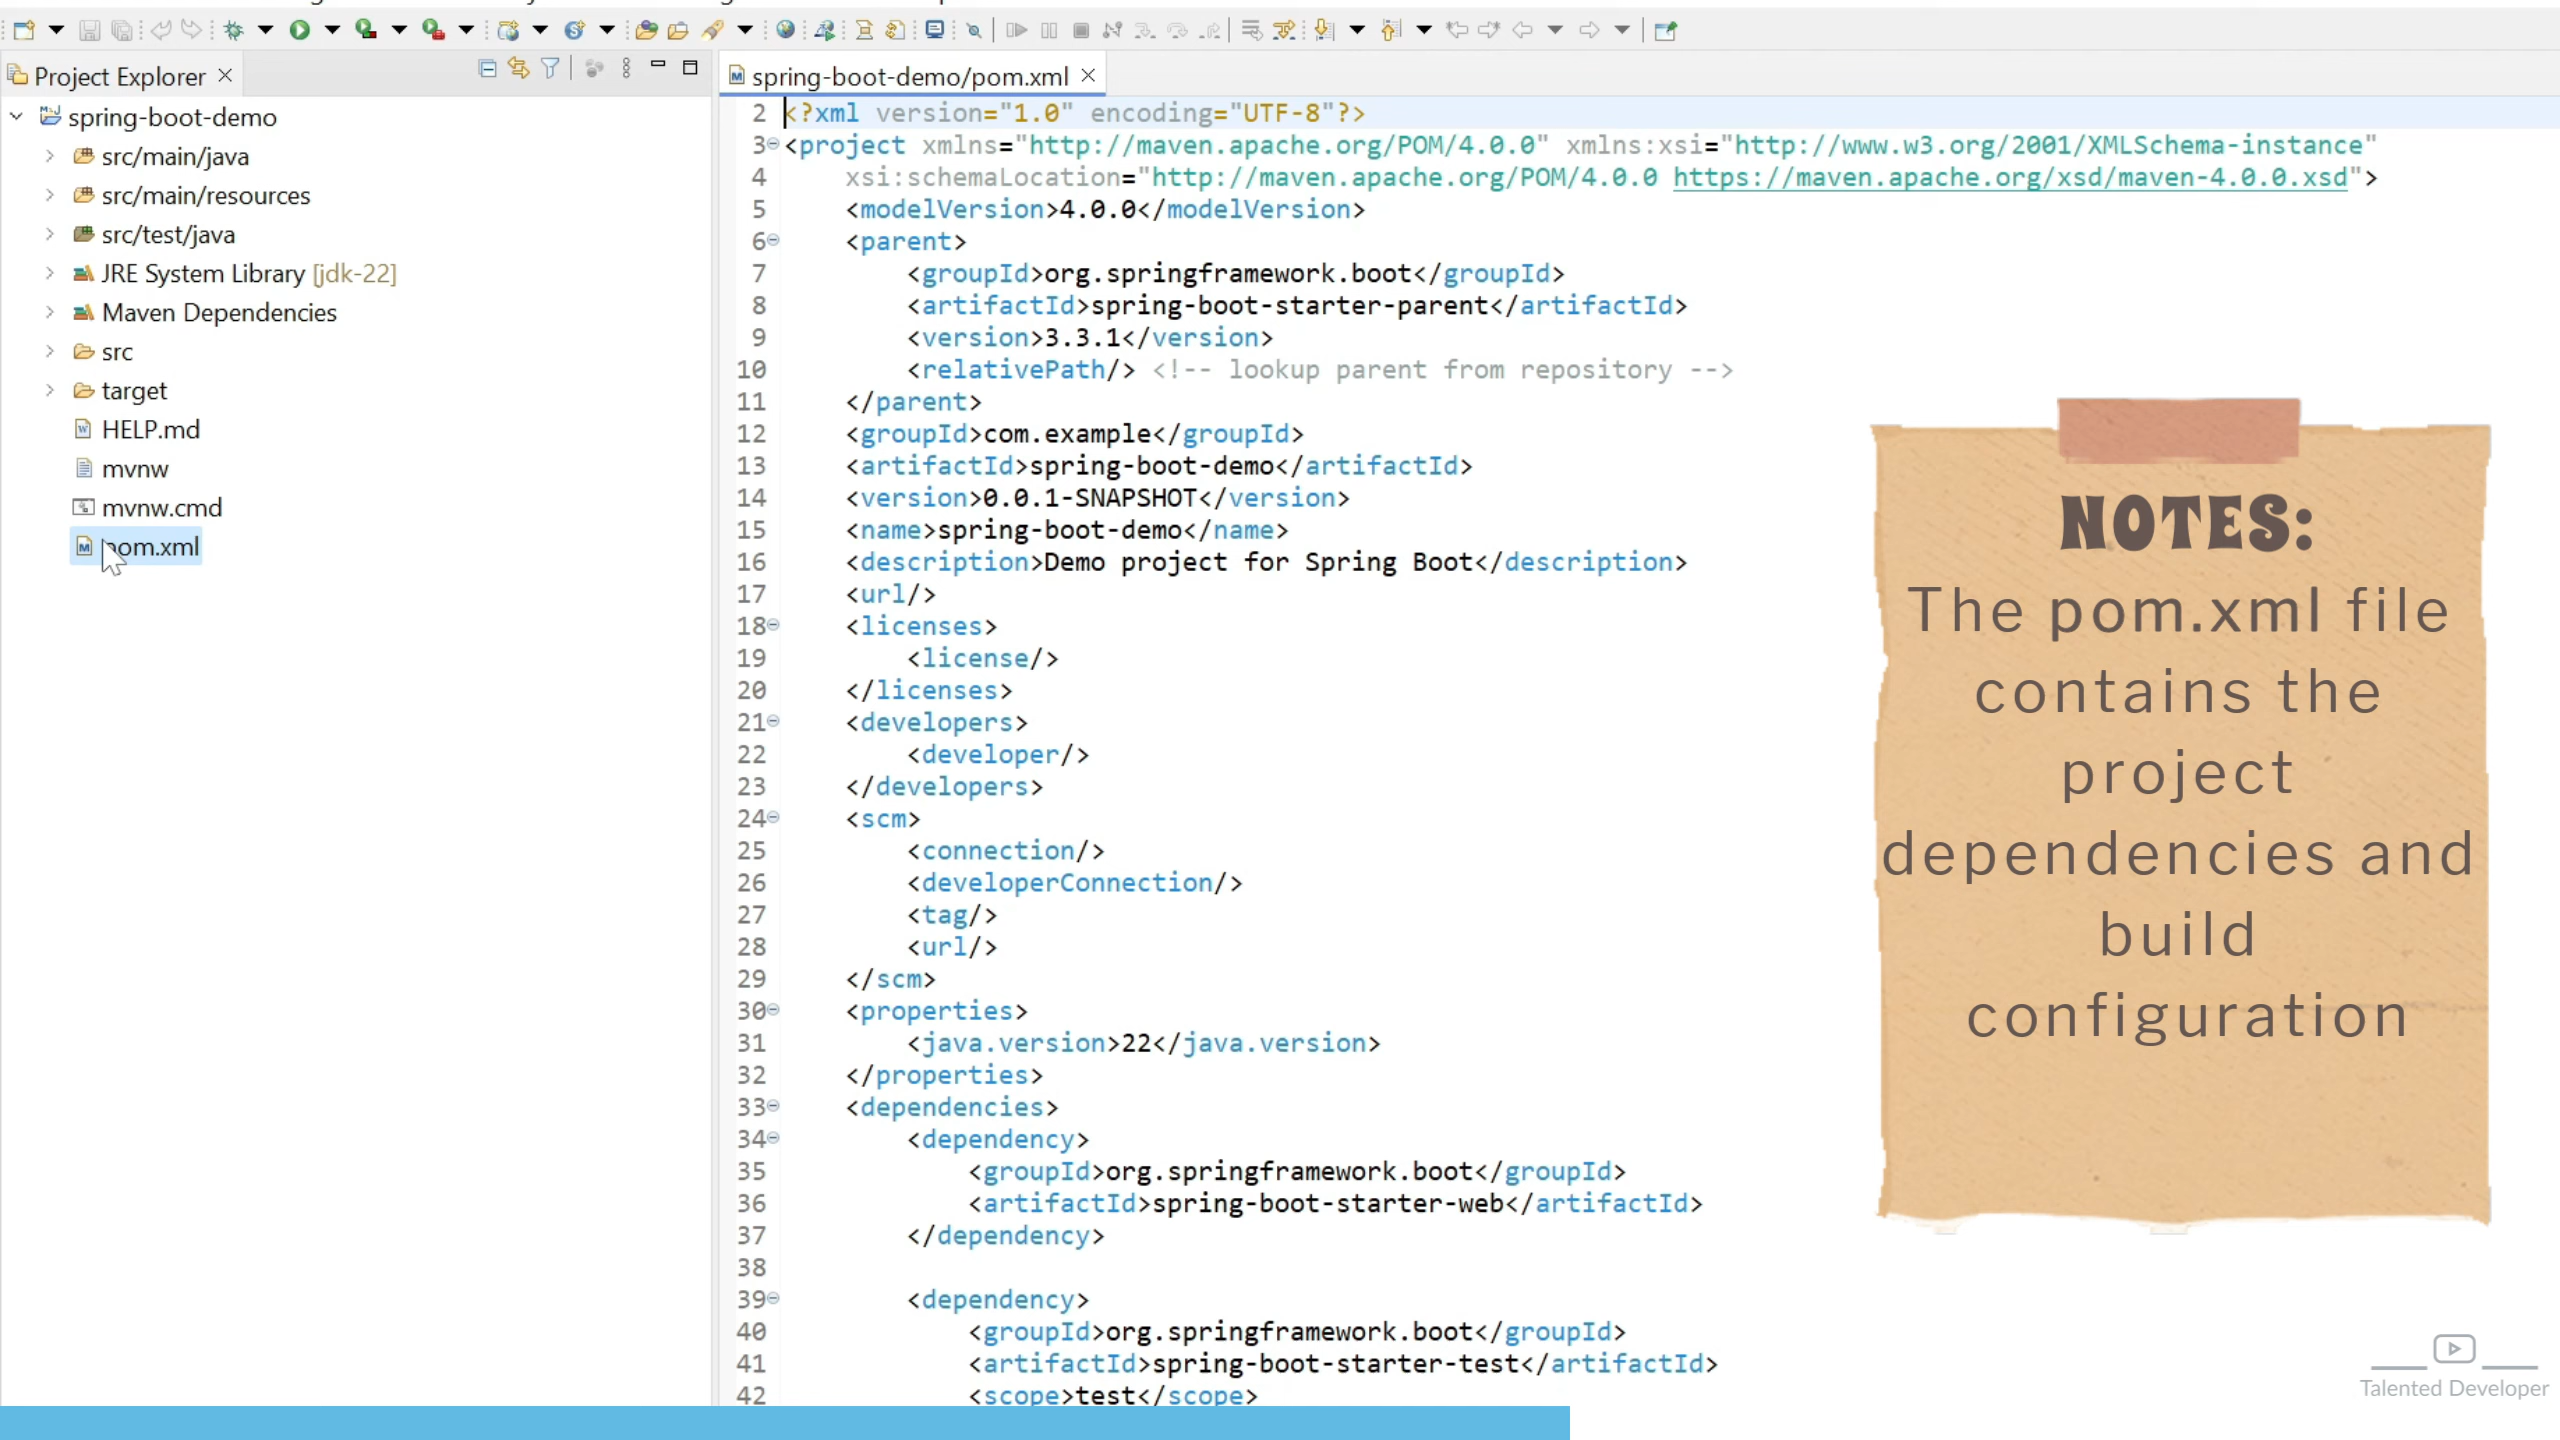 Project Explorer
spring-boot-demo
src/main/java
src/main/resources
src/test/java
JRE System Library [jdk-22]
Maven Dependencies
src
target
HELP.md
mvnw
mvnw.cmd
pom.xml
spring-boot-demo/pom.xml
2 <?xml version="1.0" encoding="UTF-8"?>
3 <project xmlns="http://maven.apache.org/POM/4.0.0" xmlns:xsi="http://www.w3.org/2001/XMLSchema-instance"
4 xsi:schemaLocation="http://maven.apache.org/POM/4.0.0 https://maven.apache.org/xsd/maven-4.0.0.xsd">
5 <modelVersion>4.0.0</modelVersion>
6 <parent>
7 <groupId>org.springframework.boot</groupId>
8 <artifactId>spring-boot-starter-parent</artifactId>
9 <version>3.3.1</version>
10 <relativePath/> <!-- lookup parent from repository -->
11 </parent>
12 <groupId>com.example</groupId>
13 <artifactId>spring-boot-demo</artifactId>
14 <version>0.0.1-SNAPSHOT</version>
15 <name>spring-boot-demo</name>
16 <description>Demo project for Spring Boot</description>
17 <url/>
18 <licenses>
19 <license/>
20 </licenses>
21 <developers>
22 <developer/>
23 </developers>
24 <scm>
25 <connection/>
26 <developerConnection/>
27 <tag/>
28 <url/>
29 </scm>
30 <properties>
31 <java.version>22</java.version>
32 </properties>
33 <dependencies>
34 <dependency>
35 <groupId>org.springframework.boot</groupId>
36 <artifactId>spring-boot-starter-web</artifactId>
37 </dependency>
38
39 <dependency>
40 <groupId>org.springframework.boot</groupId>
41 <artifactId>spring-boot-starter-test</artifactId>
42 <scope>test</scope>
NOTES:
The pom.xml file
contains the
project
dependencies and
build
configuration
Talented Developer